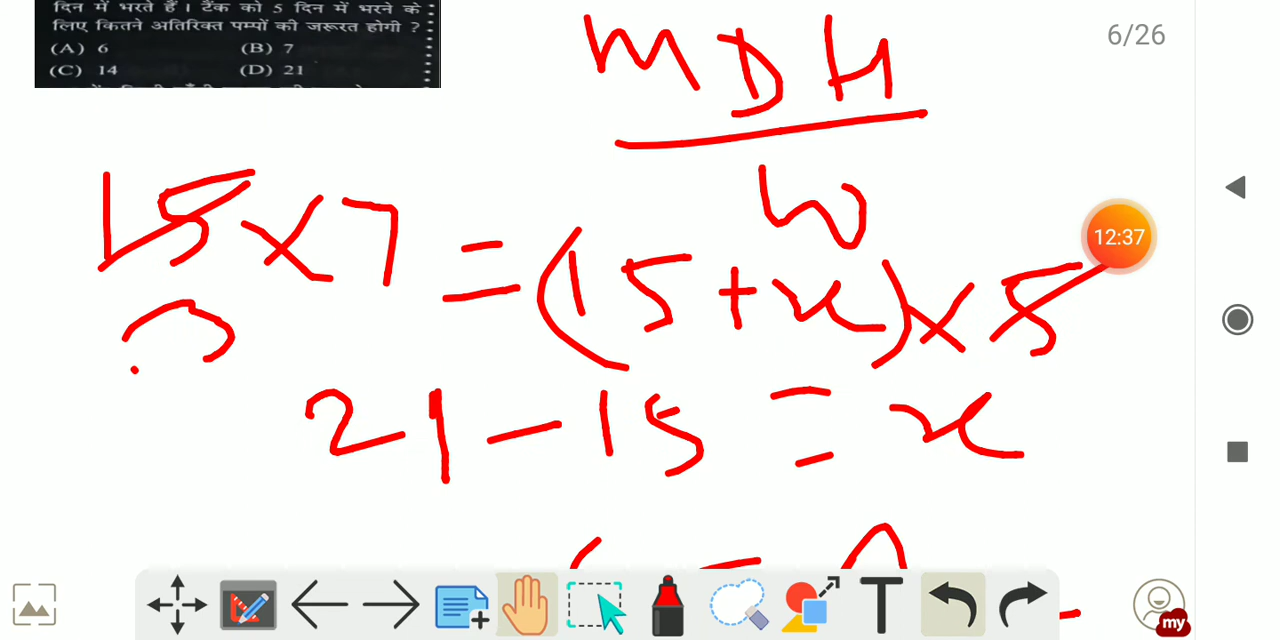 दिन में भरते हैं। टैंक को 5 दिन में भरने के
लिए कितने अतिरिक्त पम्पों की जरूरत होगी ?
(A) 6 (B) 7
(C) 14 (D) 21
6/26
M D H
W
15 × 7 = (15 + x) × 5
3
12:37
21 - 15 = x
T
my